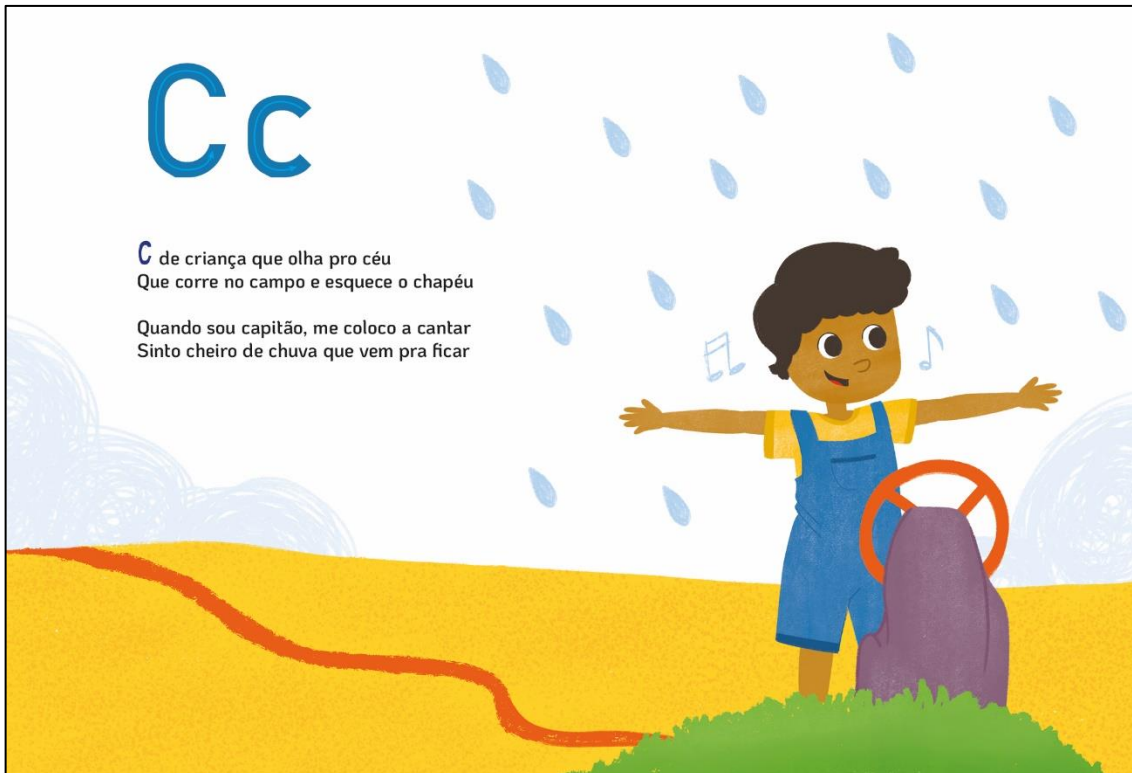 Cc
C de criança que olha pro céu
Que corre no campo e esquece o chapéu
Quando sou capitão, me coloco a cantar
Sinto cheiro de chuva que vem pra ficar